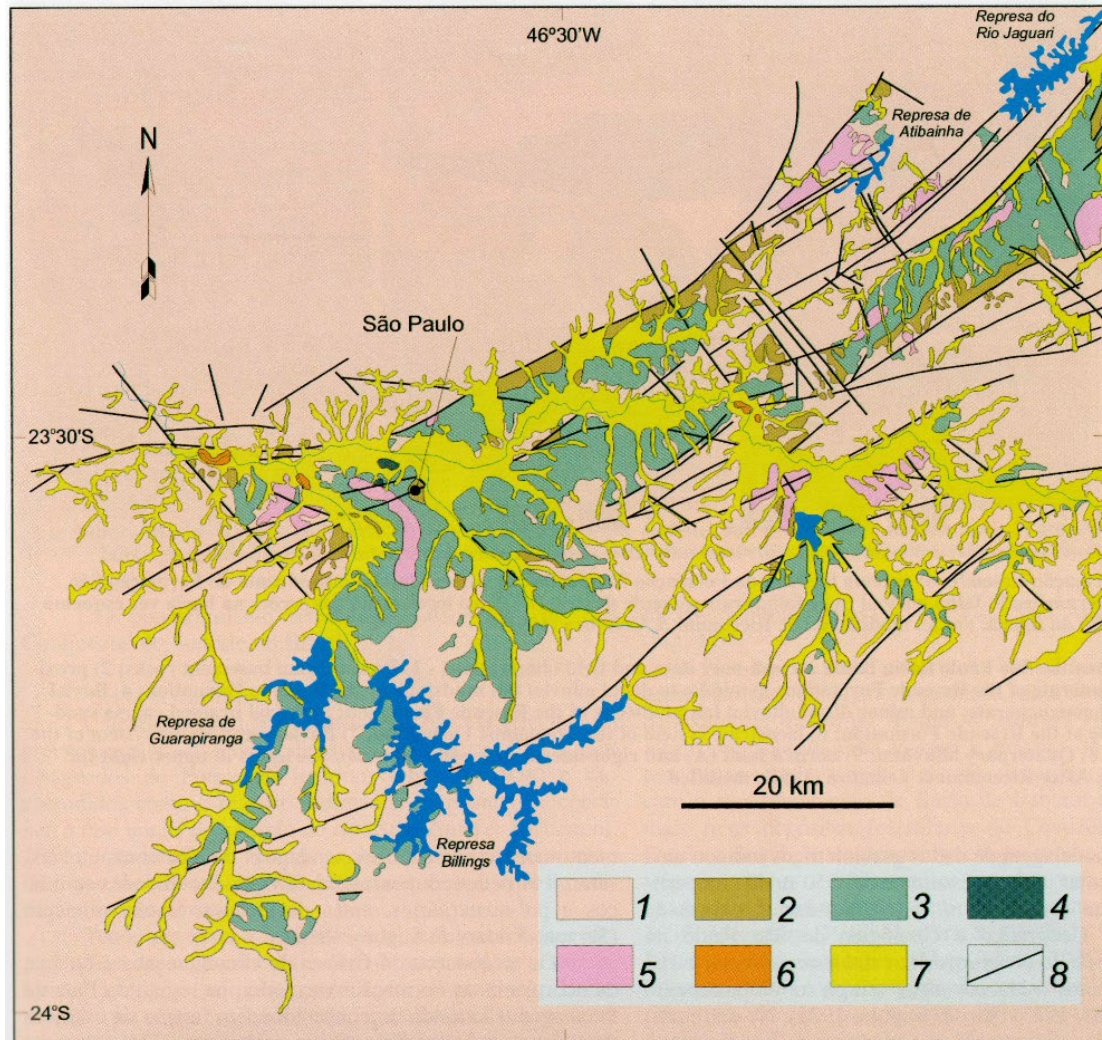 46°30'W
Represa do
Rio Jaguari
Represa de
Atibainha
N
São Paulo
23°30'S
Represa de
Guarapiranga
20 km
Represa
Billings
1
2
3
4
5
6
7
8
24°S